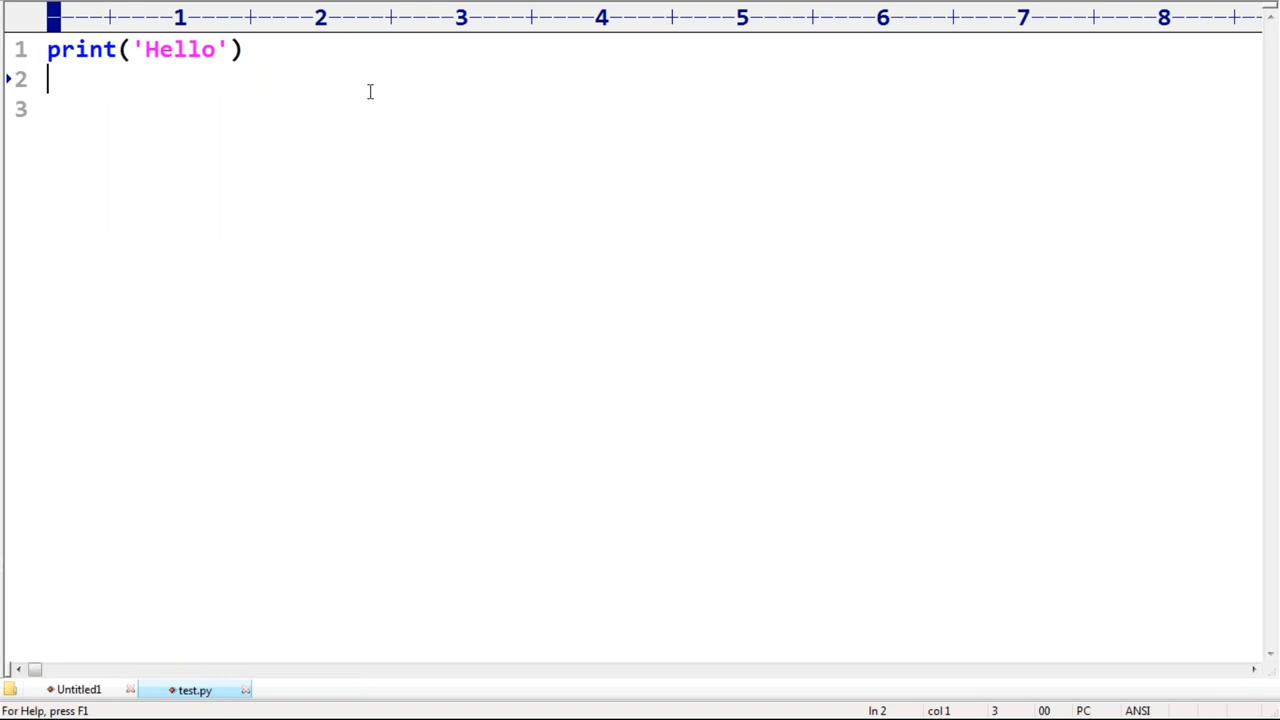 ----+----1----+----2----+----3----+----4----+----5----+----6----+----7----+----8----+-
1 print('Hello')
2
3
Untitled1 test.py
For Help, press F1 ln 2 col 1 3 00 PC ANSI